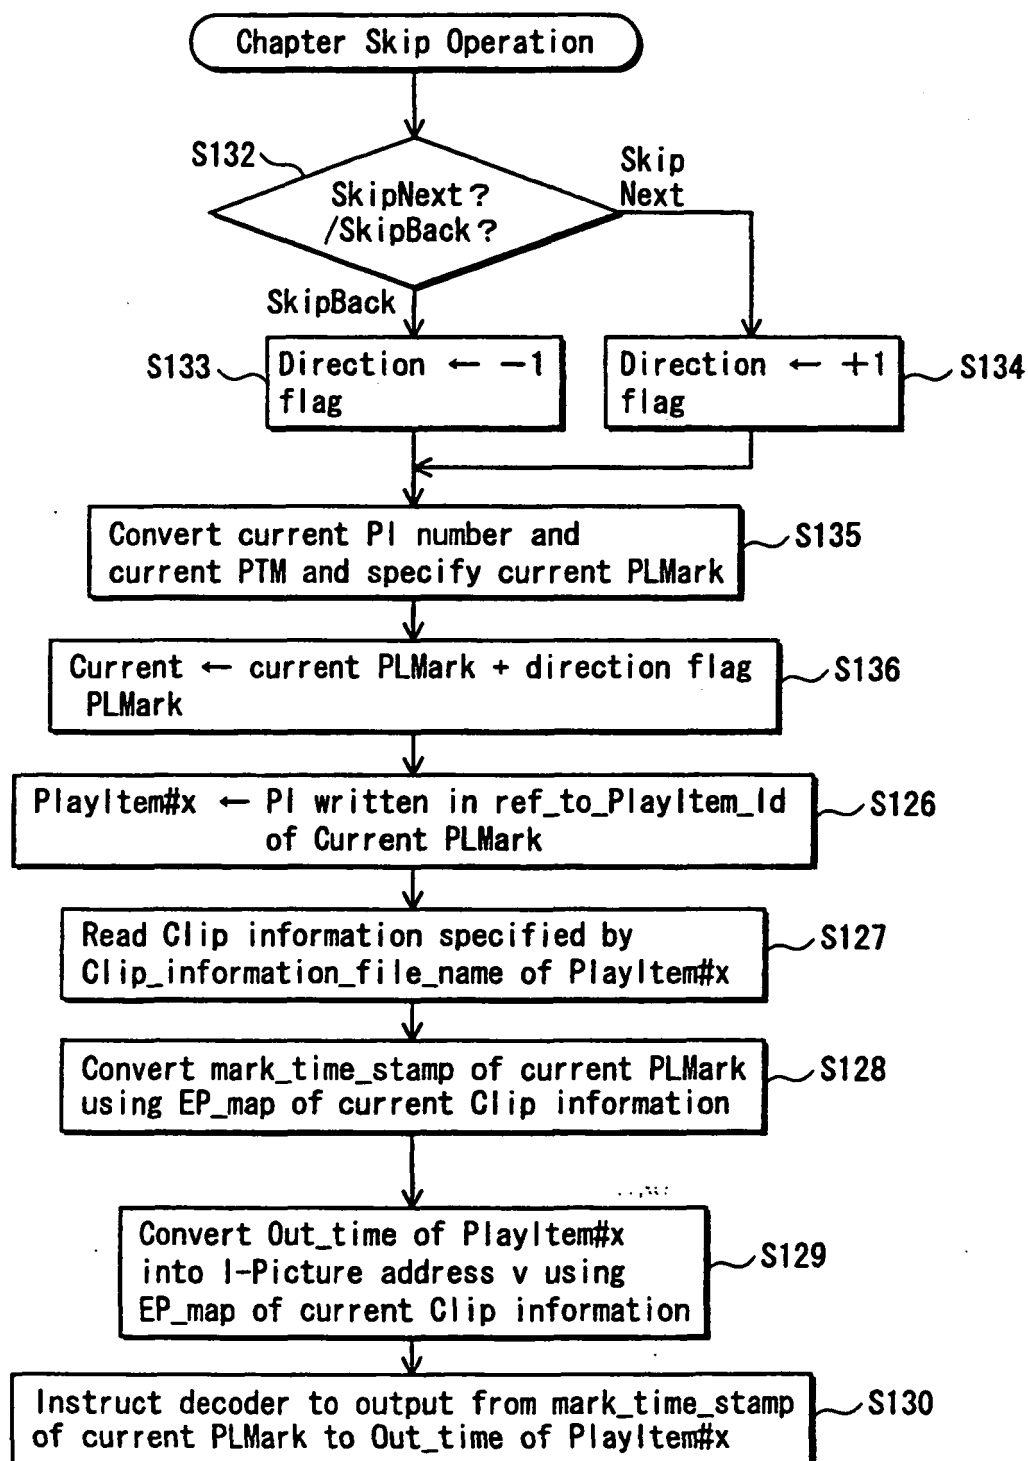 Chapter Skip Operation
S132
SkipNext?
/SkipBack?
Skip
Next
SkipBack
S133
Direction ← −1
flag
Direction ← +1
flag
S134
Convert current PI number and
current PTM and specify current PLMark
S135
Current ← current PLMark + direction flag
PLMark
S136
PlayItem#x ← PI written in ref_to_PlayItem_Id
of Current PLMark
S126
Read Clip information specified by
Clip_information_file_name of PlayItem#x
S127
Convert mark_time_stamp of current PLMark
using EP_map of current Clip information
S128
Convert Out_time of PlayItem#x
into I-Picture address v using
EP_map of current Clip information
S129
Instruct decoder to output from mark_time_stamp
of current PLMark to Out_time of PlayItem#x
S130